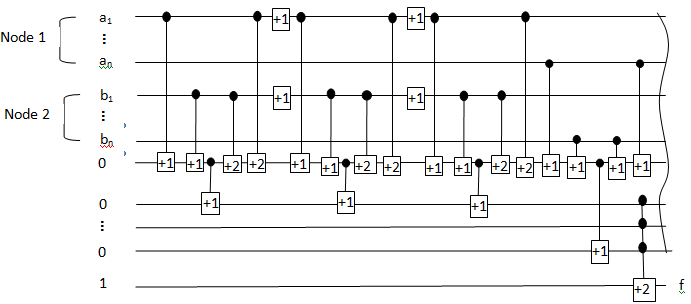 a₁ +1 +1
Node 1 ⋮
aₙ
b₁ +1 +1
Node 2 ⋮
bₙ
0 +1 +1 +2 +2 +1 +1 +2 +2 +1 +1 +2 +2 +1 +1 +1 +1
0 +1 +1 +1
⋮
0 +1
1 +2 f